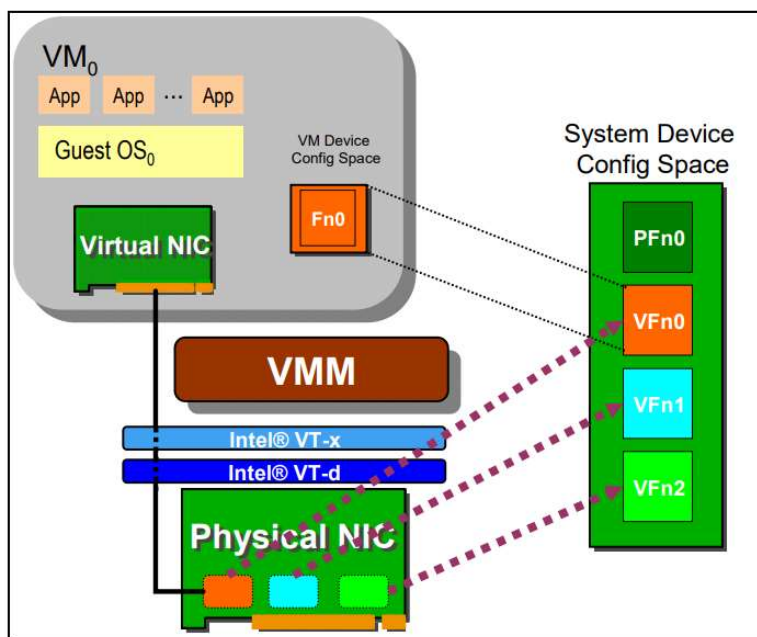 VM₀
App App ... App
Guest OS₀
VM Device
Config Space
Fn0
Virtual NIC
System Device
Config Space
PFn0
VFn0
VFn1
VFn2
VMM
Intel® VT-x
Intel® VT-d
Physical NIC